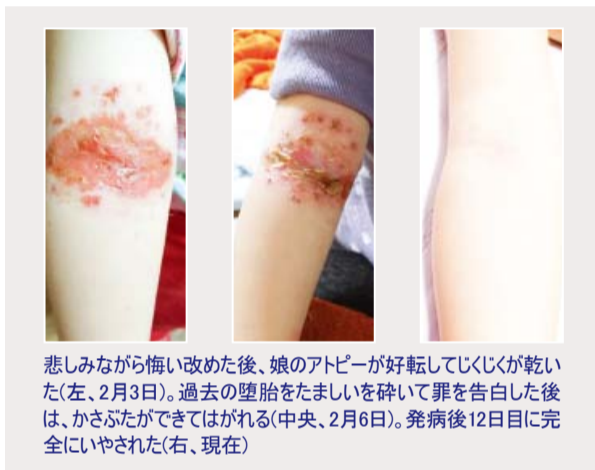 悲しみながら悔い改めた後、娘のアトピーが好転してじくじくが乾い
た(左、2月3日)。過去の堕胎をたましいを砕いて罪を告白した後
は、かさぶたができてはがれる(中央、2月6日)。発病後12日目に完
全にいやされた(右、現在)